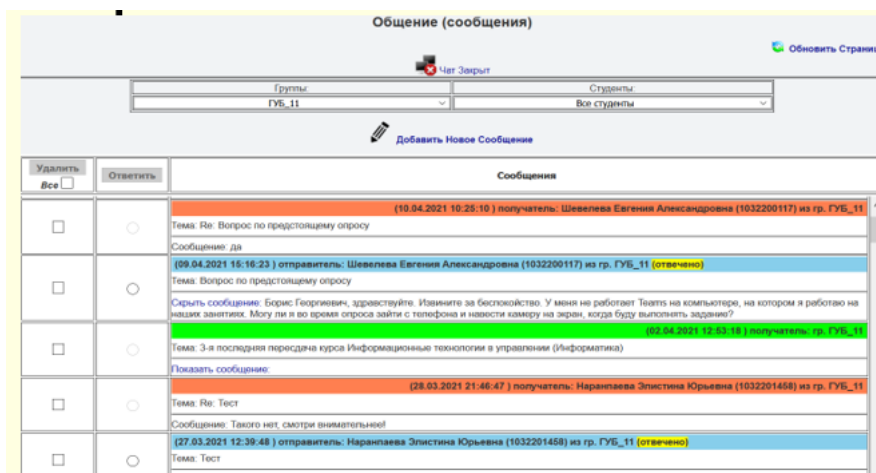 Общение (сообщения)
Обновить Страни
Чат Закрыт
Группы: Студенты:
ГУБ_11 Все студенты
Добавить Новое Сообщение
Удалить
Все Ответить Сообщения
(10.04.2021 10:25:10 ) получатель: Шевелева Евгения Александровна (1032200117) из гр. ГУБ_11
Тема: Re: Вопрос по предстоящему опросу
Сообщение: да
(09.04.2021 15:16:23 ) отправитель: Шевелева Евгения Александровна (1032200117) из гр. ГУБ_11 (отвечено)
Тема: Вопрос по предстоящему опросу
Скрыть сообщение: Борис Георгиевич, здравствуйте. Извините за беспокойство. У меня не работает Teams на компьютере, на котором я работаю на
наших занятиях. Могу ли я во время опроса зайти с телефона и навести камеру на экран, когда буду выполнять задание?
(02.04.2021 12:53:18 ) получатель: гр. ГУБ_11
Тема: 3-я последняя пересдача курса Информационные технологии в управлении (Информатика)
Показать сообщение:
(28.03.2021 21:46:47 ) получатель: Наранпаева Элистина Юрьевна (1032201458) из гр. ГУБ_11
Тема: Re: Тест
Сообщение: Такого нет, смотри внимательнее!
(27.03.2021 12:39:48 ) отправитель: Наранпаева Элистина Юрьевна (1032201458) из гр. ГУБ_11 (отвечено)
Тема: Тест